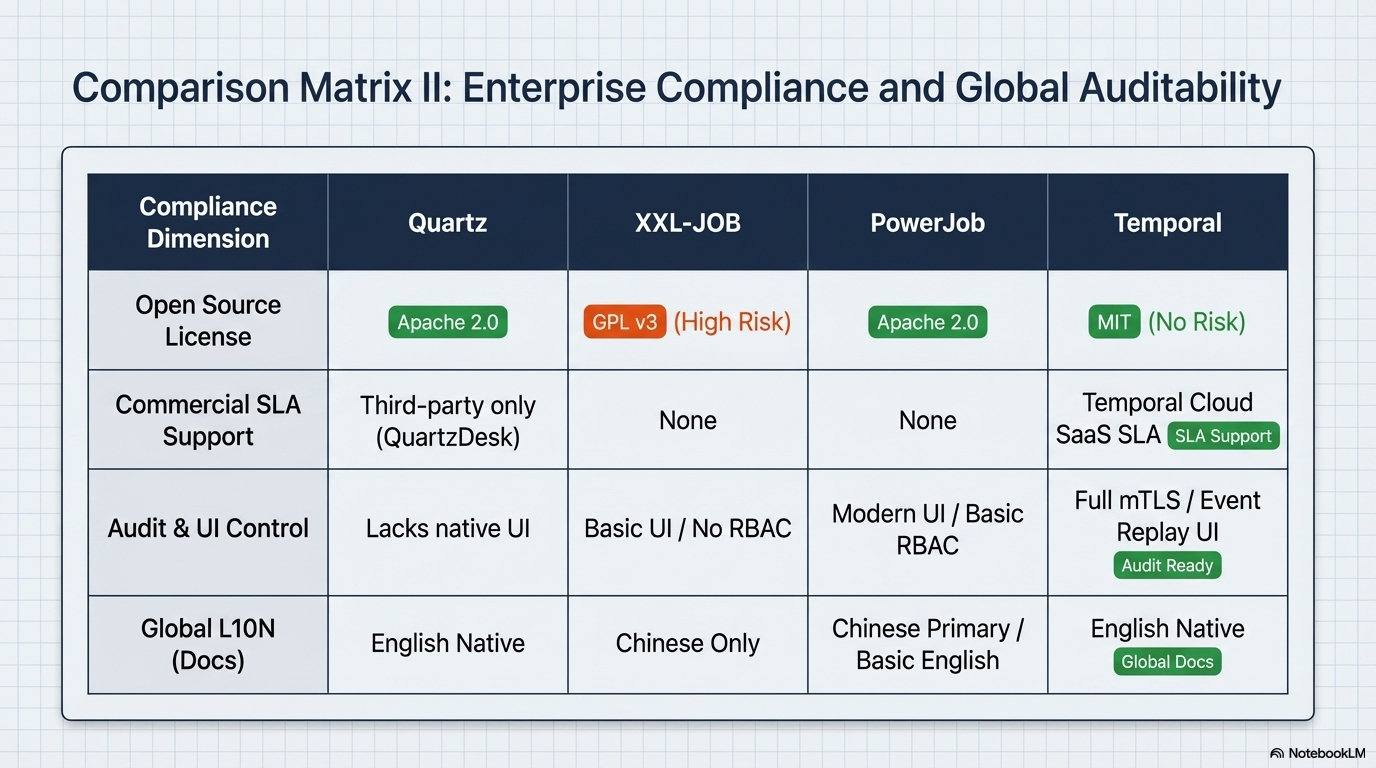 Comparison Matrix II: Enterprise Compliance and Global Auditability
Compliance
Dimension
Quartz
XXL-JOB
PowerJob
Temporal
Open Source
License
Apache 2.0
GPL v3 (High Risk)
Apache 2.0
MIT (No Risk)
Commercial SLA
Support
Third-party only
(QuartzDesk)
None
None
Temporal Cloud
SaaS SLA SLA Support
Audit & UI Control
Lacks native UI
Basic UI / No RBAC
Modern UI / Basic
RBAC
Full mTLS / Event
Replay UI
Audit Ready
Global L10N
(Docs)
English Native
Chinese Only
Chinese Primary /
Basic English
English Native
Global Docs
NotebookLM